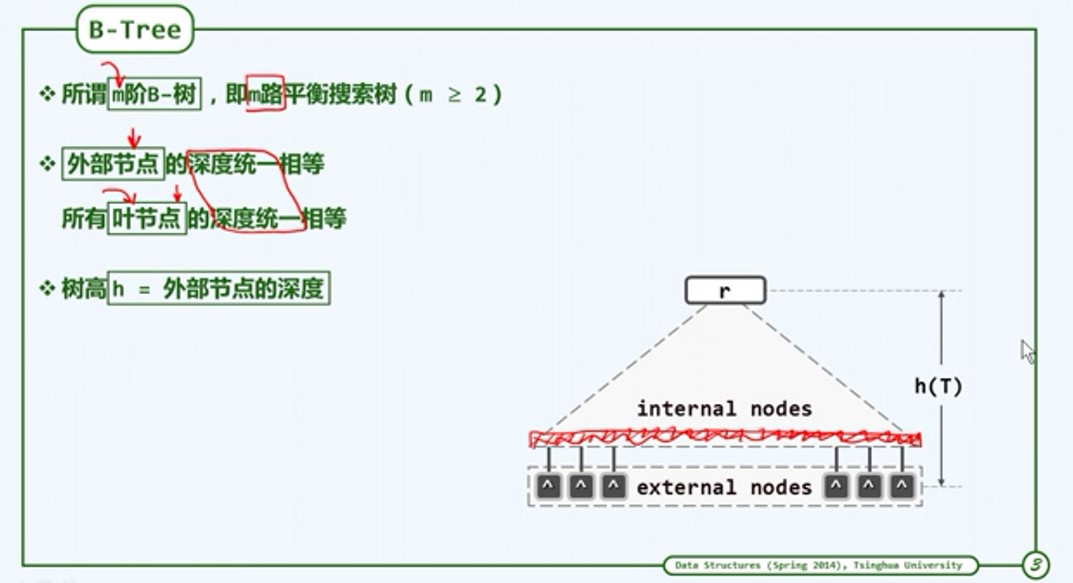 B-Tree
❖ 所谓m阶B-树，即m路平衡搜索树 ( m ≥ 2 )
❖ 外部节点的深度统一相等
所有叶节点的深度统一相等
❖ 树高h = 外部节点的深度
r
h(T)
internal nodes
^ ^ ^ external nodes ^ ^ ^
Data Structures (Spring 2014), Tsinghua University
3